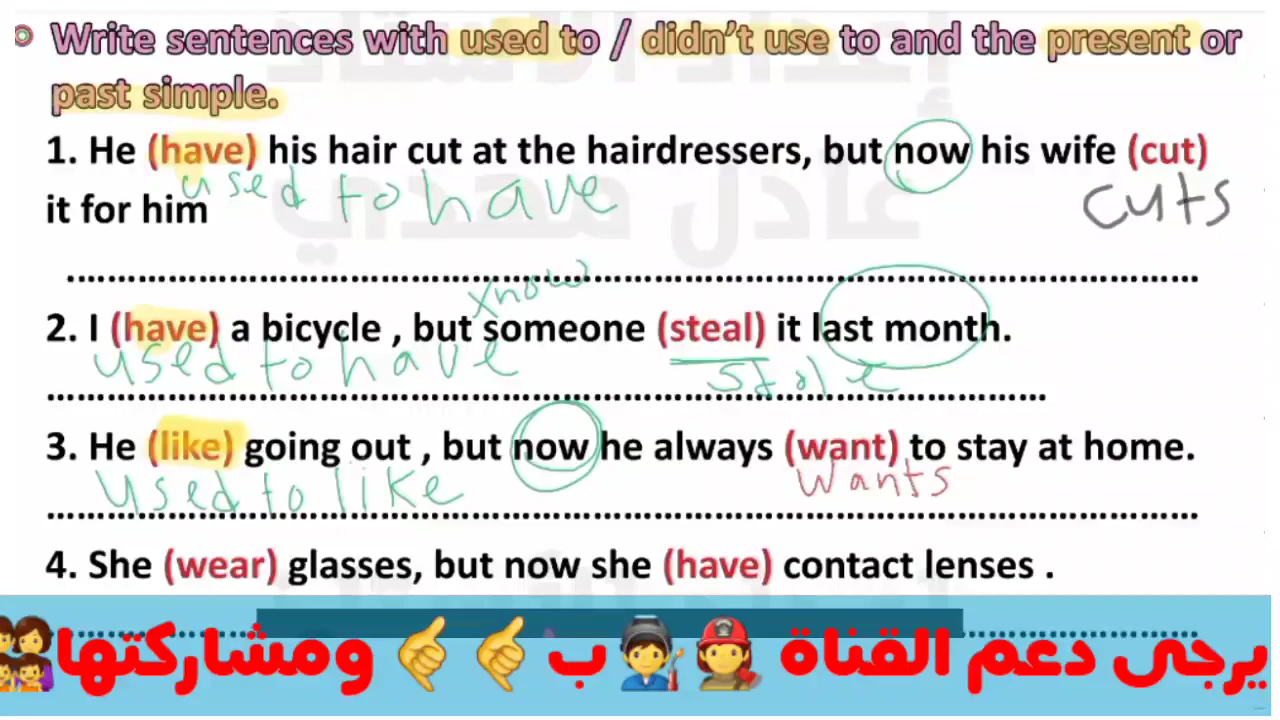 Write sentences with used to / didn't use to and the present or
past simple.
1. He (have) his hair cut at the hairdressers, but now his wife (cut)
used to have
cuts
it for him
know
2. I (have) a bicycle , but someone (steal) it last month.
used to have
stole
3. He (like) going out , but now he always (want) to stay at home.
used to like
wants
4. She (wear) glasses, but now she (have) contact lenses .
يرجى دعم القناة ب ومشاركتها
إعداد الأستاذ
عادل مهدي